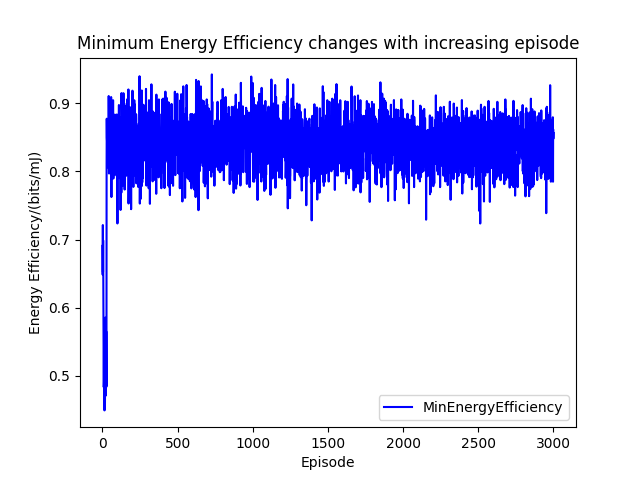 Minimum Energy Efficiency changes with increasing episode
0.9
0.8
0.7
0.6
0.5
Energy Efficiency/(bits/mJ)
MinEnergyEfficiency
0 500 1000 1500 2000 2500 3000
Episode